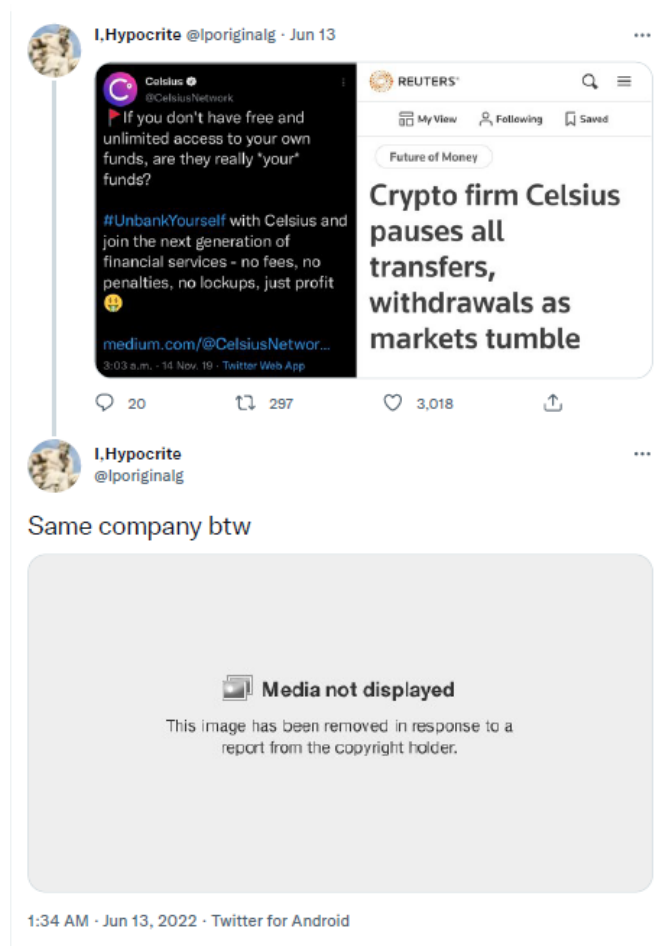 I,Hypocrite @lporiginalg · Jun 13
Celsius
@CelsiusNetwork
🚩If you don't have free and
unlimited access to your own
funds, are they really *your*
funds?
#UnbankYourself with Celsius and
join the next generation of
financial services - no fees, no
penalties, no lockups, just profit
🤑
medium.com/@CelsiusNetwor...
3:03 a.m. · 14 Nov. 19 · Twitter Web App
REUTERS
My View Following Saved
Future of Money
Crypto firm Celsius
pauses all
transfers,
withdrawals as
markets tumble
20 297 3,018
I,Hypocrite
@lporiginalg
Same company btw
Media not displayed
This image has been removed in response to a
report from the copyright holder.
1:34 AM · Jun 13, 2022 · Twitter for Android